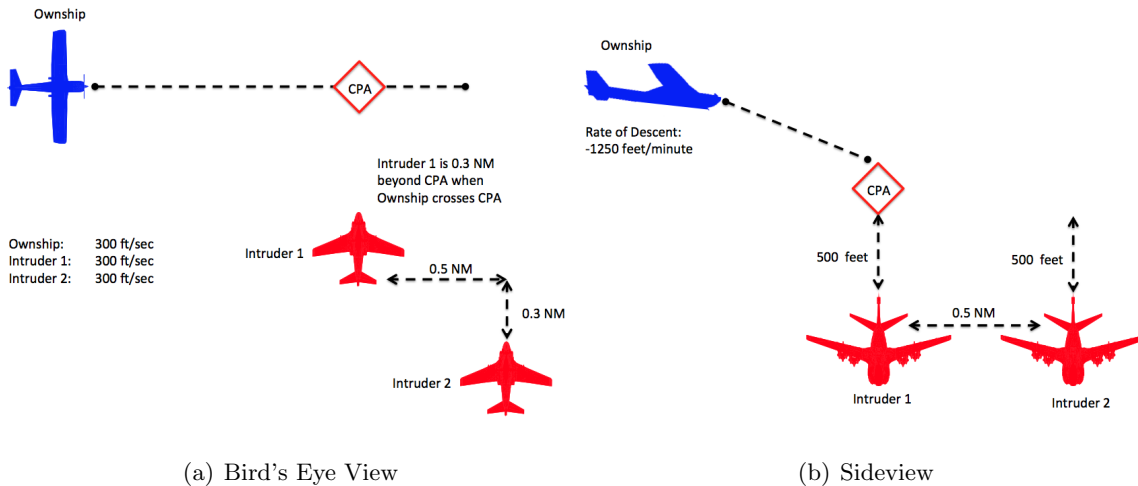 Ownship
CPA
Intruder 1 is 0.3 NM
beyond CPA when
Ownship crosses CPA
Ownship: 300 ft/sec
Intruder 1: 300 ft/sec
Intruder 2: 300 ft/sec
Intruder 1
0.5 NM
0.3 NM
Intruder 2
(a) Bird's Eye View
Ownship
Rate of Descent:
-1250 feet/minute
CPA
500 feet
500 feet
0.5 NM
Intruder 1
Intruder 2
(b) Sideview